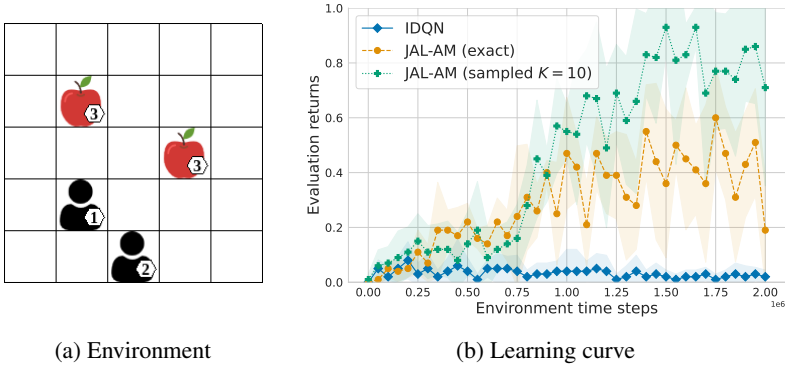 3
3
1
2
(a) Environment
1.0
0.8
0.6
0.4
0.2
0.0
Evaluation returns
IDQN
JAL-AM (exact)
JAL-AM (sampled K = 10)
0.00 0.25 0.50 0.75 1.00 1.25 1.50 1.75 2.00
1e6
Environment time steps
(b) Learning curve